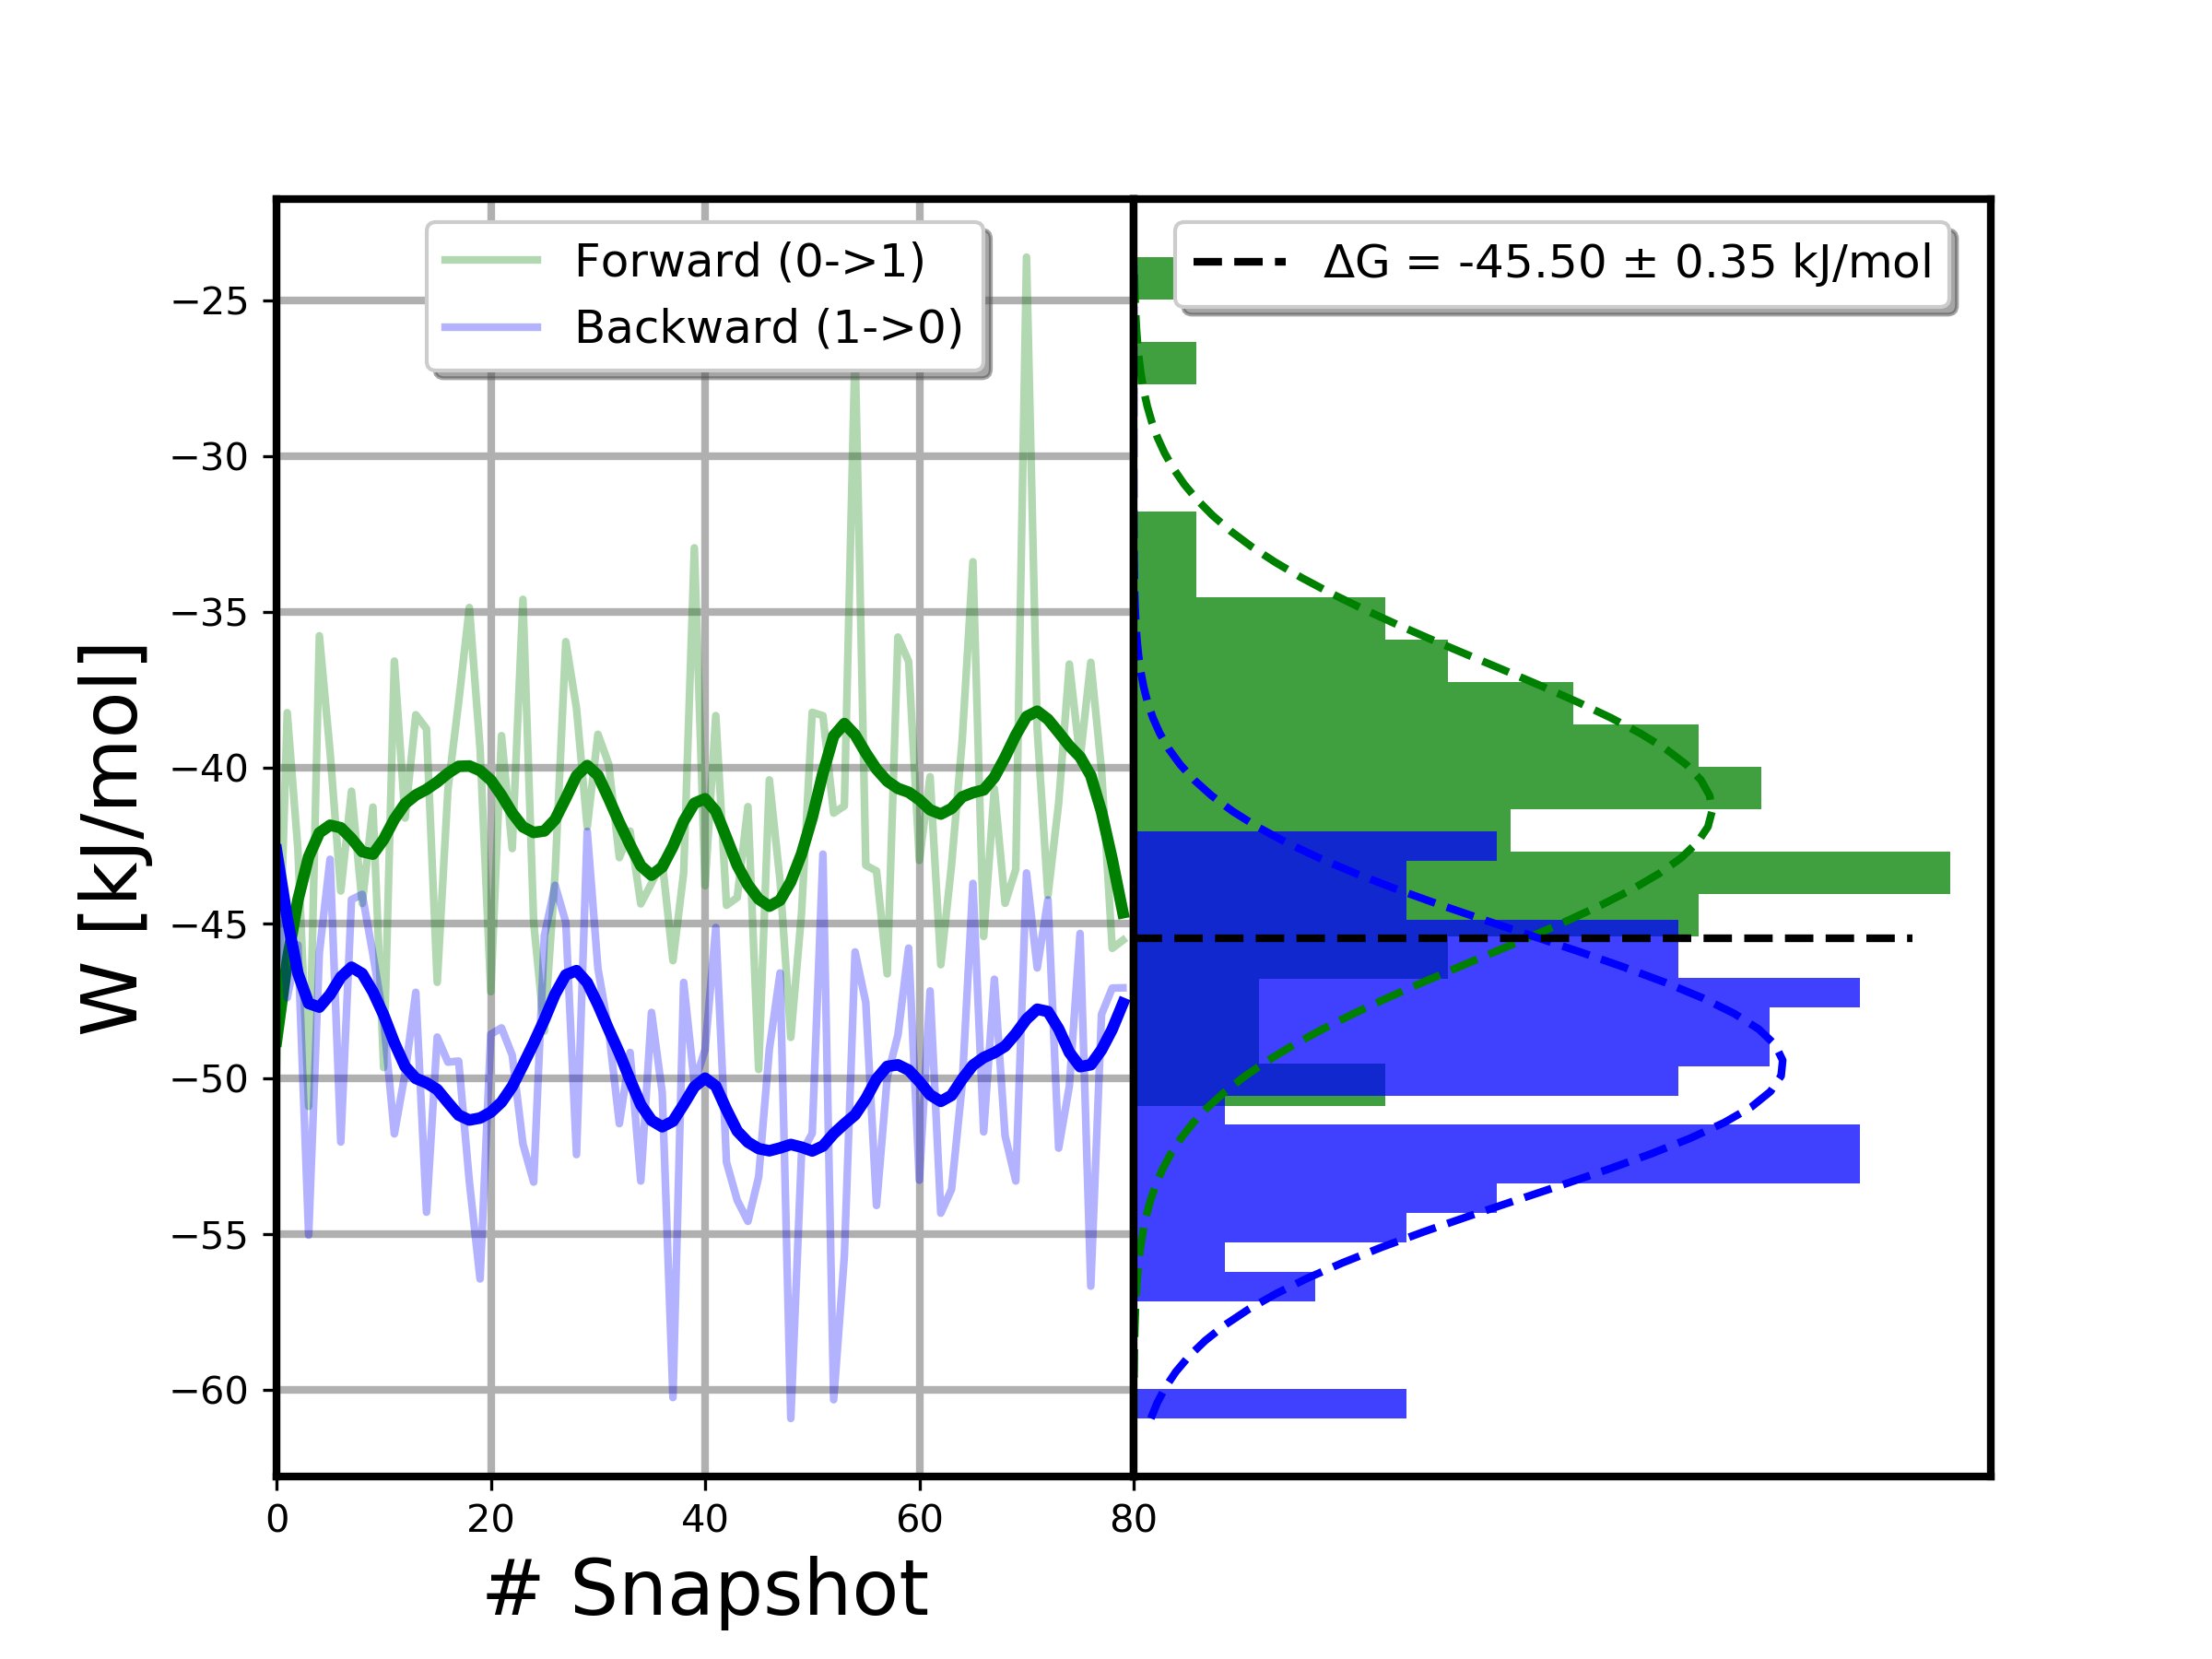 Forward (0->1)
Backward (1->0)
ΔG = -45.50 ± 0.35 kJ/mol
−25
−30
−35
−40
−45
−50
−55
−60
W [kJ/mol]
0 20 40 60 80
# Snapshot